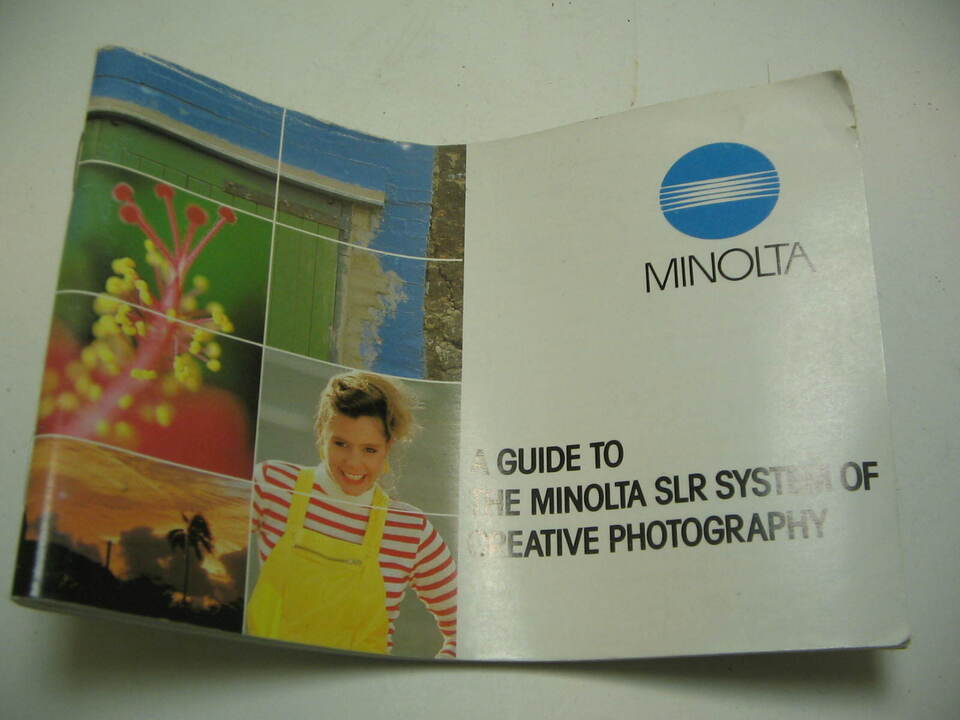 MINOLTA
A GUIDE TO
THE MINOLTA SLR SYSTEM OF
CREATIVE PHOTOGRAPHY